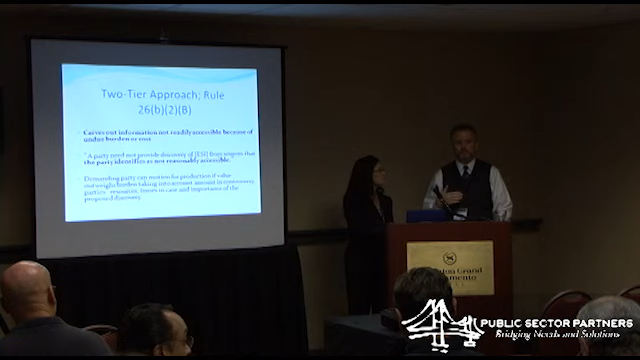 Two-Tier Approach; Rule
26(b)(2)(B)
Carves out information not readily accessible because of
undue burden or cost
"A party need not provide discovery of [ESI] from sources that
the party identifies as not reasonably accessible."
Demanding party can motion for production if value
outweighs burden taking into account amount in controversy,
parties' resources, issues in case and importance of the
proposed discovery.
Grand
PUBLIC SECTOR PARTNERS
Bridging Needs and Solutions